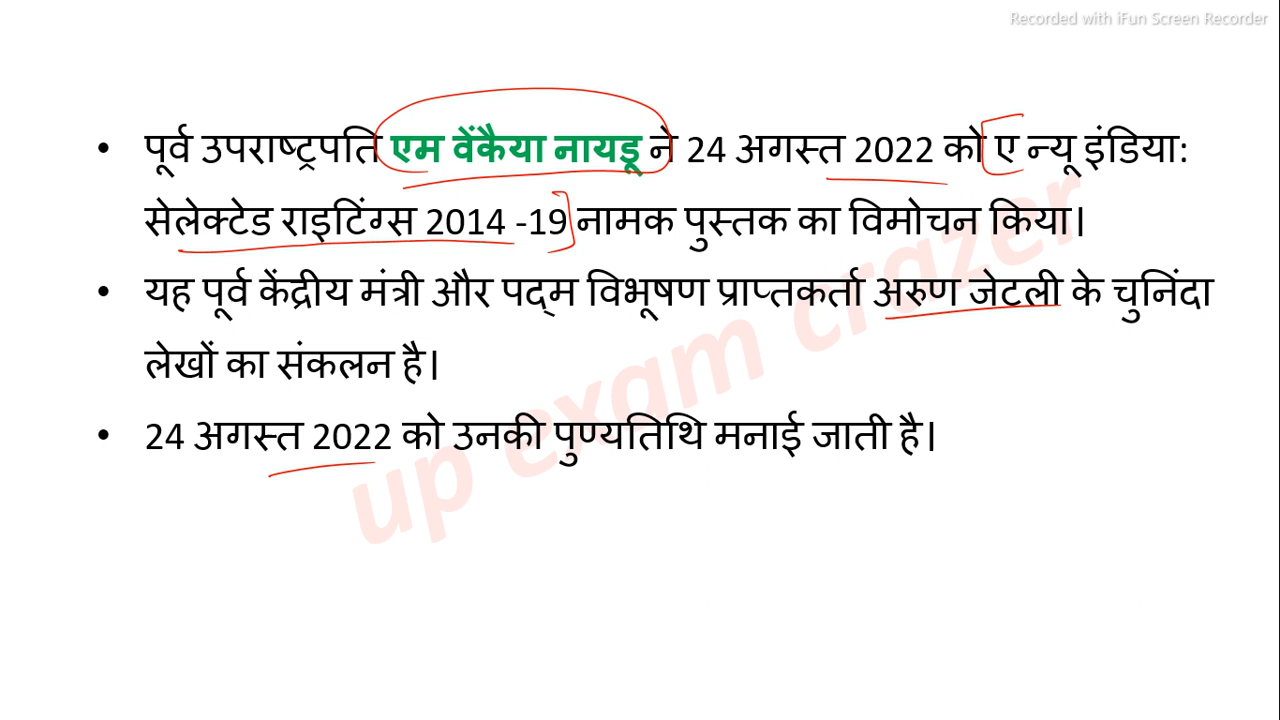 Recorded with iFun Screen Recorder
• पूर्व उपराष्ट्रपति एम वेंकैया नायडू ने 24 अगस्त 2022 को ए न्यू इंडिया:
सेलेक्टेड राइटिंग्स 2014 -19 नामक पुस्तक का विमोचन किया।
• यह पूर्व केंद्रीय मंत्री और पद्म विभूषण प्राप्तकर्ता अरुण जेटली के चुनिंदा
लेखों का संकलन है।
• 24 अगस्त 2022 को उनकी पुण्यतिथि मनाई जाती है।
up exam crazer